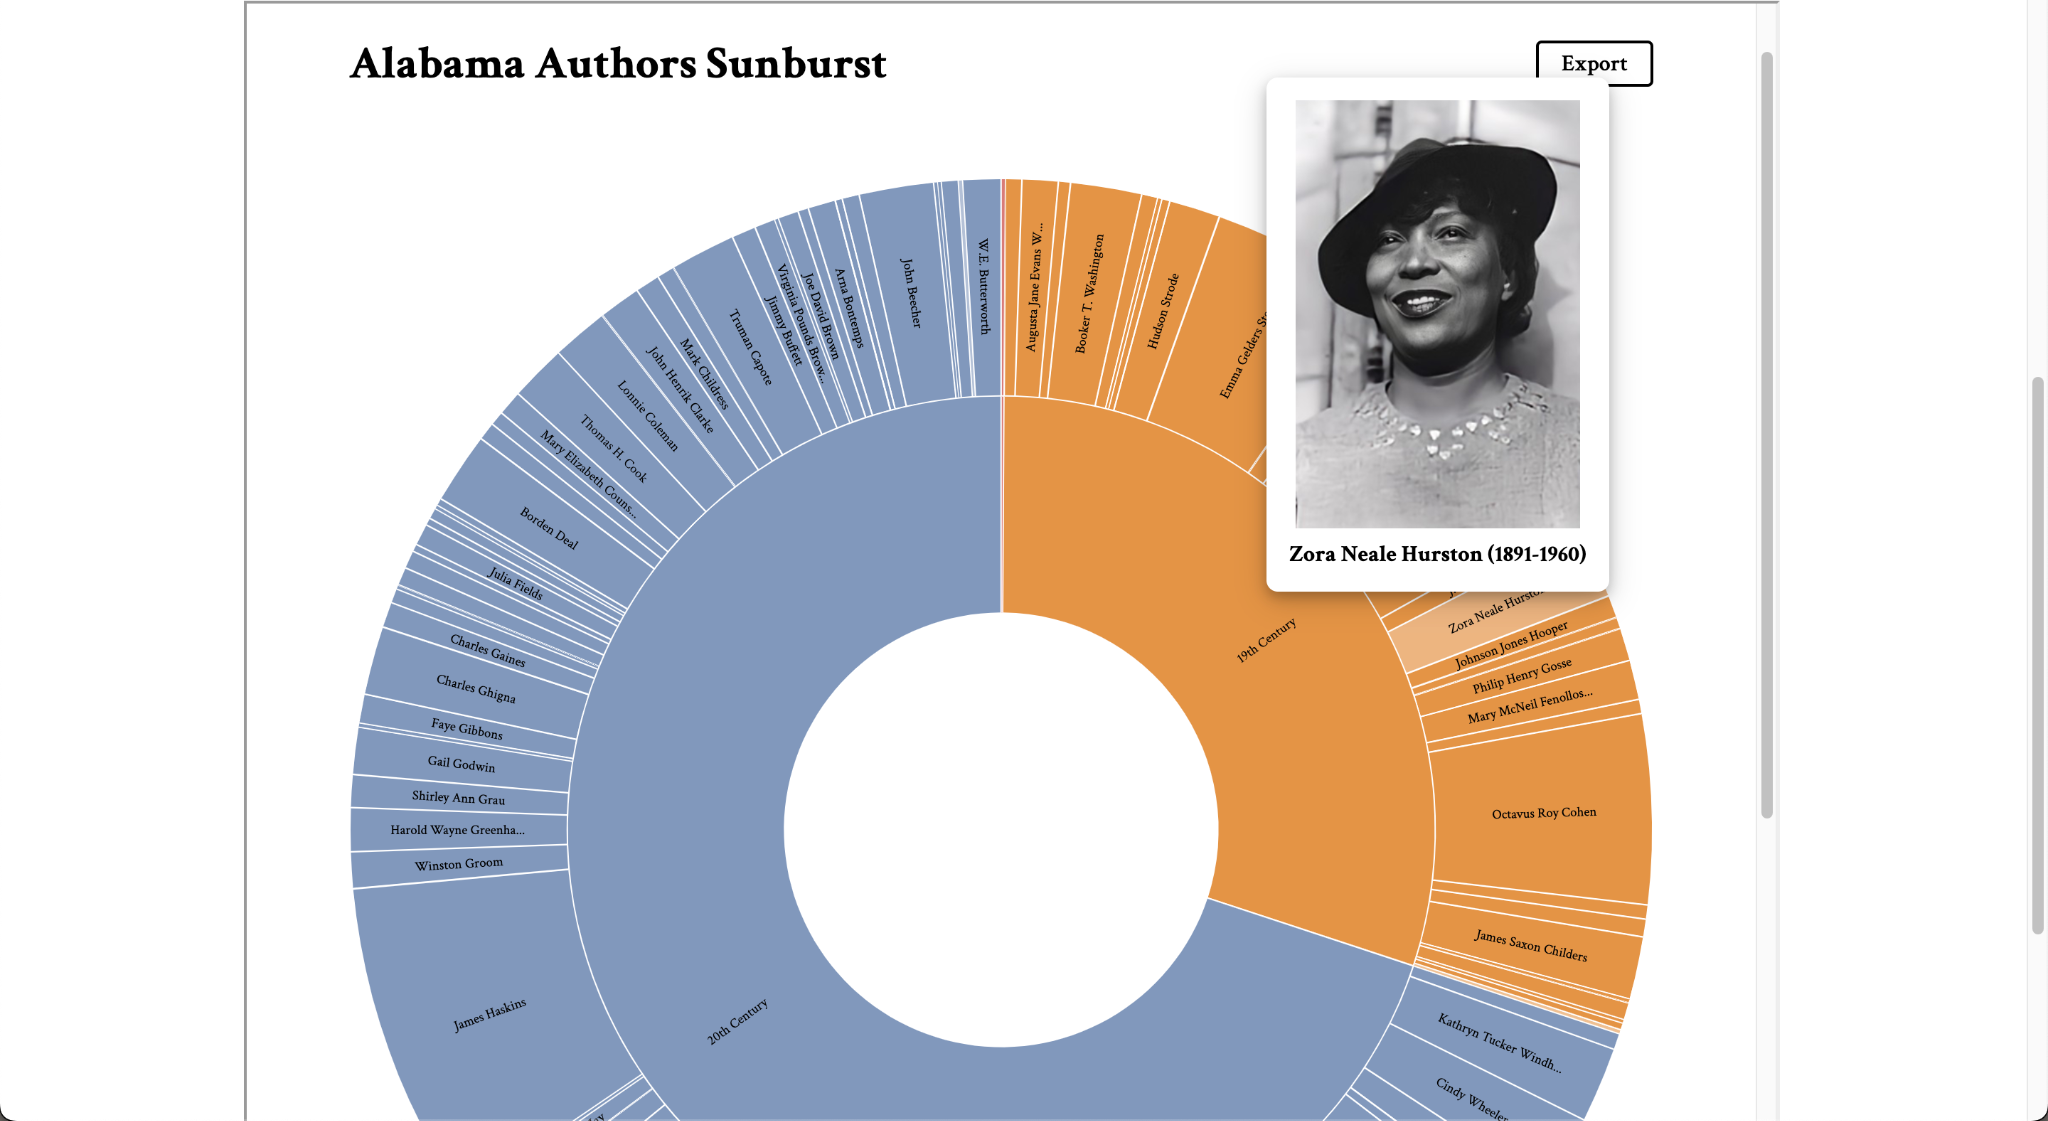 Alabama Authors Sunburst
Export
Zora Neale Hurston (1891-1960)
W.E. Butterworth
John Beecher
Arna Bontemps
Joe David Brown
Virginia Pounds Brow...
Jimmy Buffett
Truman Capote
Mark Childress
John Henrik Clarke
Lonnie Coleman
Thomas H. Cook
Mary Elizabeth Couns...
Borden Deal
Julia Fields
Charles Gaines
Charles Ghigna
Faye Gibbons
Gail Godwin
Shirley Ann Grau
Harold Wayne Greenha...
Winston Groom
James Haskins
20th Century
Augusta Jane Evans W...
Booker T. Washington
Hudson Strode
Emma Gelders
19th Century
Zora Neale
Johnson Jones Hooper
Philip Henry Gosse
Mary McNeil Fenollos...
Octavus Roy Cohen
James Saxon Childers
Kathryn Tucker Windh...
Cindy Wheeler